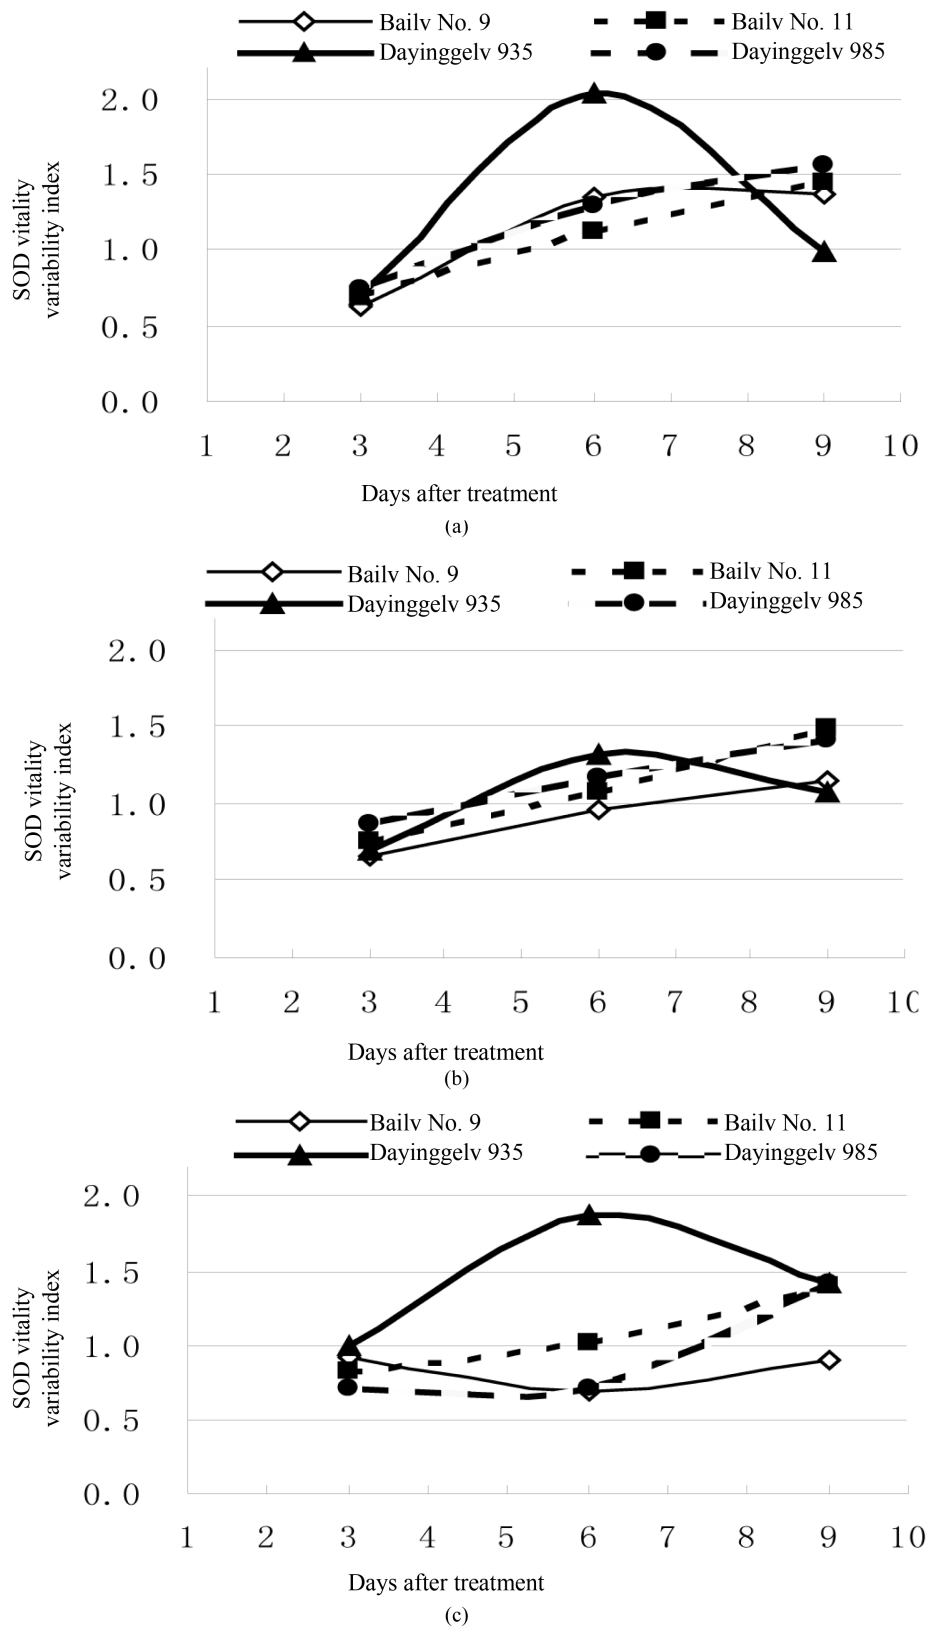 Bailv No. 9
Bailv No. 11
Dayinggelv 935
Dayinggelv 985
2.0
1.5
1.0
0.5
0.0
SOD vitality
variability index
1 2 3 4 5 6 7 8 9 10
Days after treatment
(a)
Bailv No. 9
Bailv No. 11
Dayinggelv 935
Dayinggelv 985
2.0
1.5
1.0
0.5
0.0
SOD vitality
variability index
1 2 3 4 5 6 7 8 9 10
Days after treatment
(b)
Bailv No. 9
Bailv No. 11
Dayinggelv 935
Dayinggelv 985
2.0
1.5
1.0
0.5
0.0
SOD vitality
variability index
1 2 3 4 5 6 7 8 9 10
Days after treatment
(c)